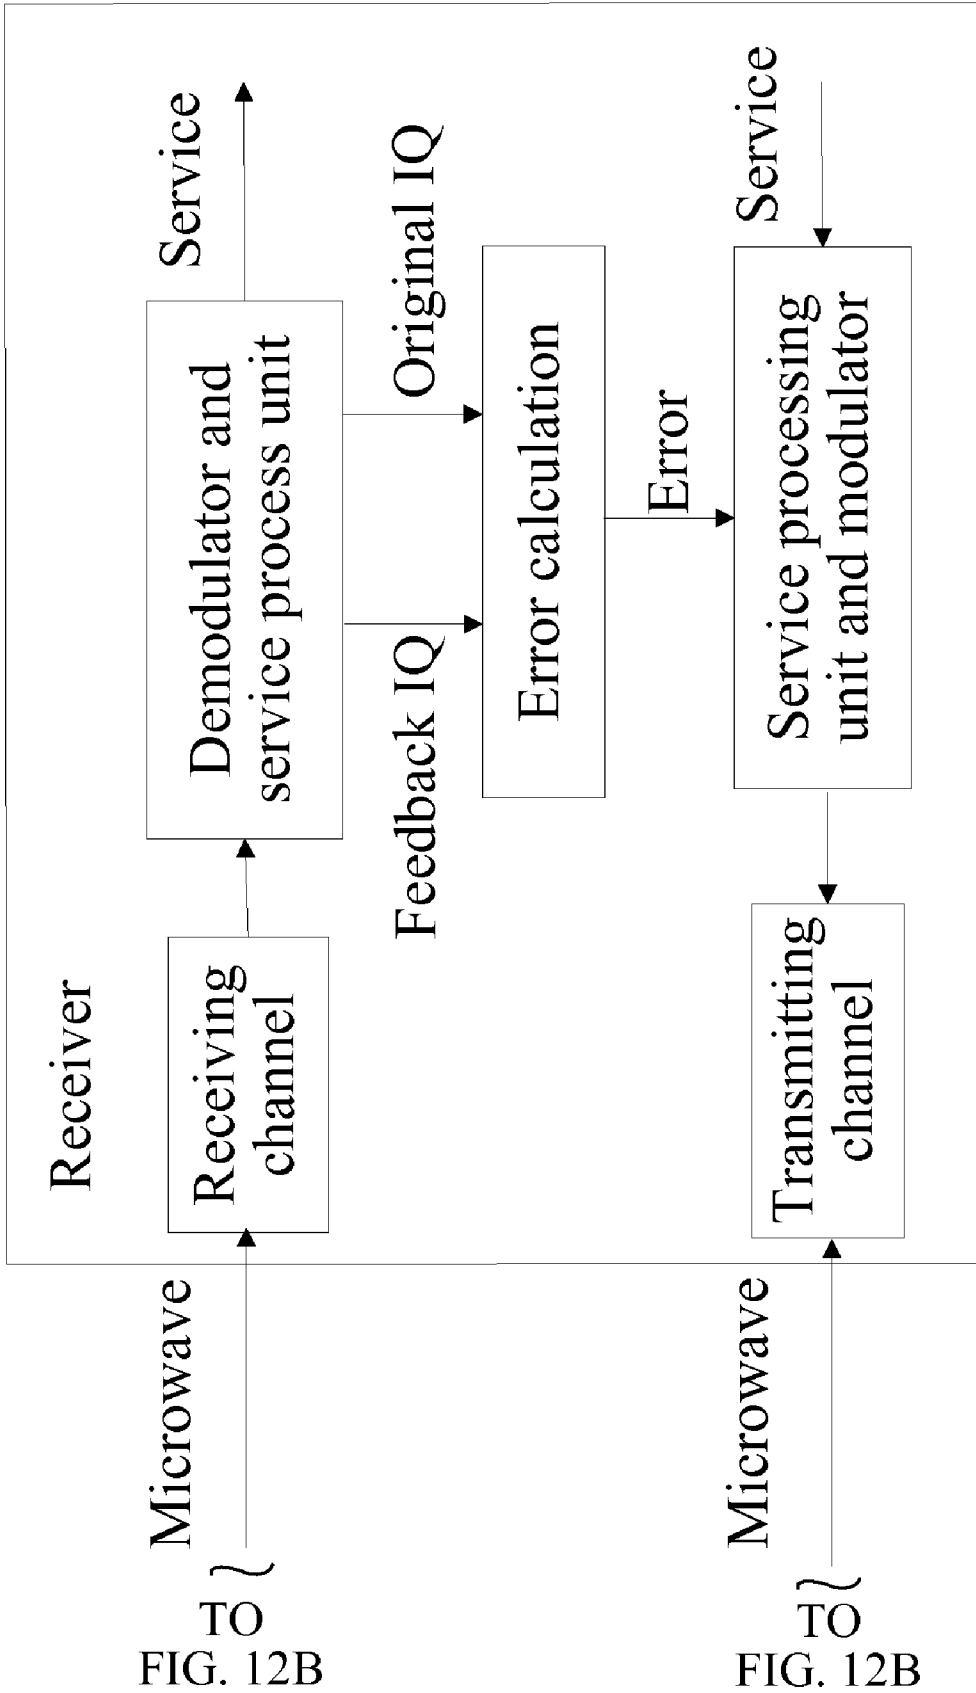 Receiver
Microwave
Receiving
channel
Demodulator and
service process unit
Service
Feedback IQ
Original IQ
Error calculation
Error
Microwave
Transmitting
channel
Service processing
unit and modulator
Service
TO
FIG. 12B
TO
FIG. 12B